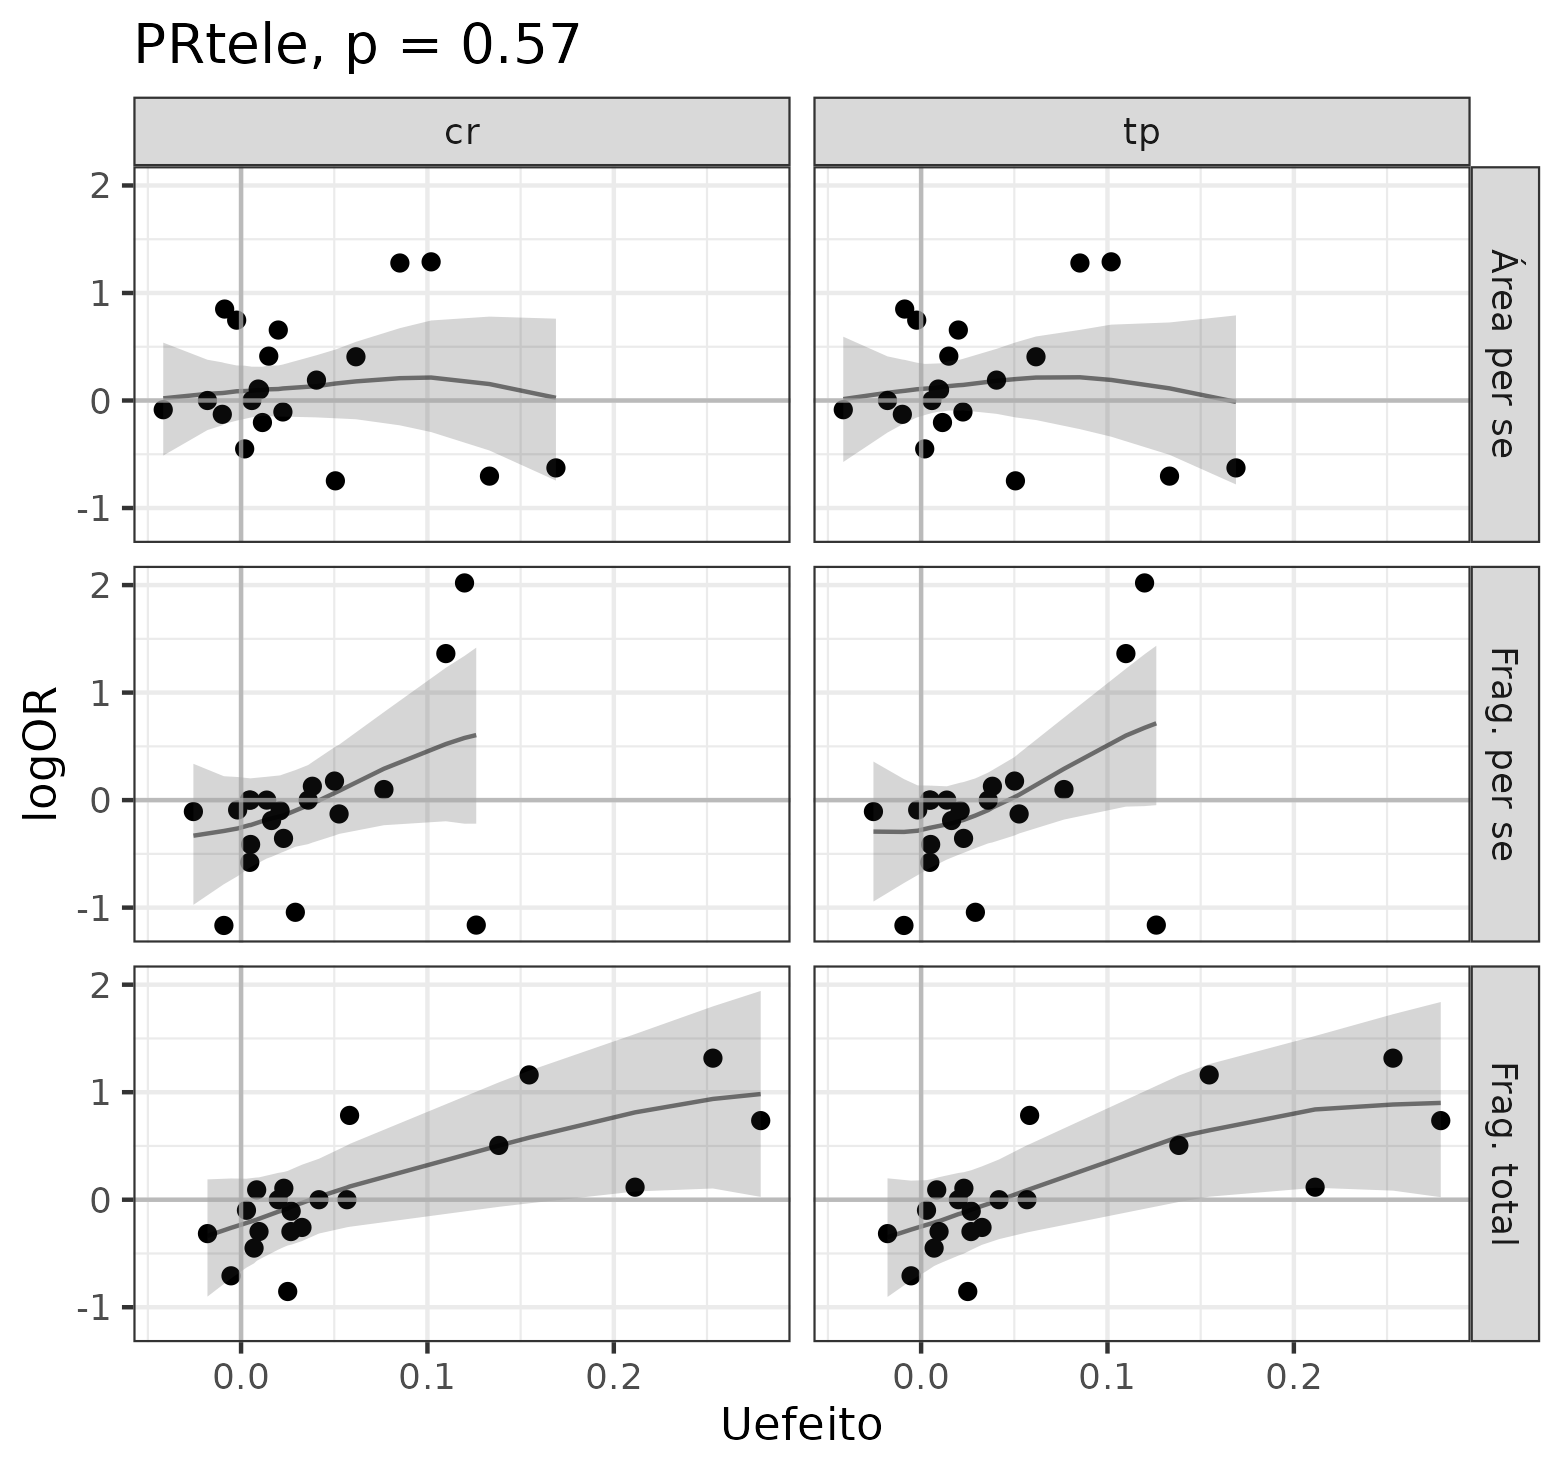 PRtele, p = 0.57
cr
tp
2
1
0
-1
Área per se
2
1
0
-1
Frag. per se
2
1
0
-1
Frag. total
logOR
0.0 0.1 0.2
0.0 0.1 0.2
Uefeito